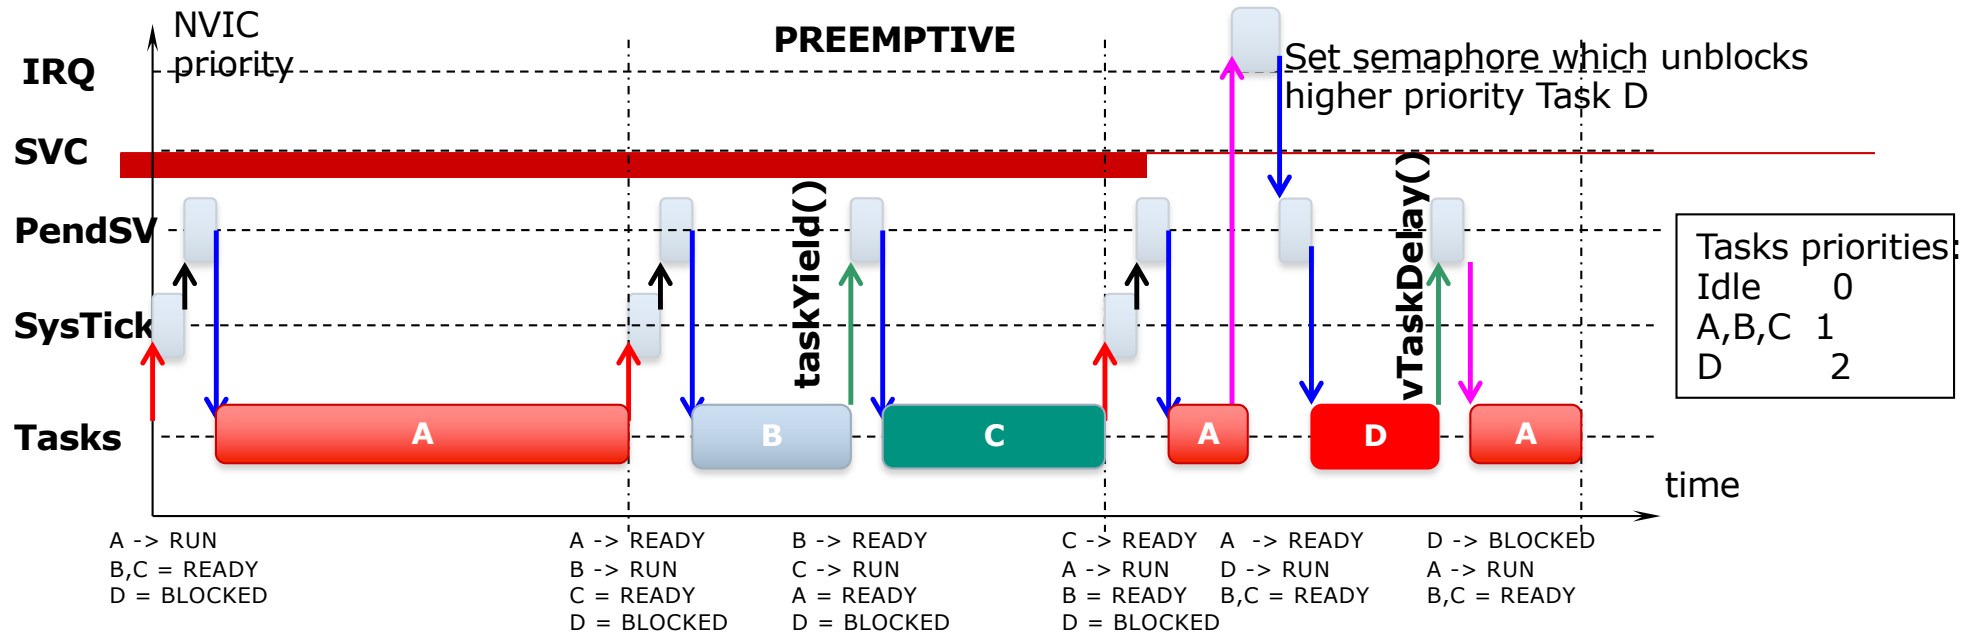 NVIC
priority
PREEMPTIVE
IRQ
Set semaphore which unblocks
higher priority Task D
SVC
PendSV
SysTick
Tasks
taskYield()
vTaskDelay()
Tasks priorities:
Idle 0
A,B,C 1
D 2
A
B
C
A
D
A
time
A -> RUN
B,C = READY
D = BLOCKED
A -> READY
B -> RUN
C = READY
D = BLOCKED
B -> READY
C -> RUN
A = READY
D = BLOCKED
C -> READY
A -> RUN
B = READY
D = BLOCKED
A -> READY
D -> RUN
B,C = READY
D -> BLOCKED
A -> RUN
B,C = READY